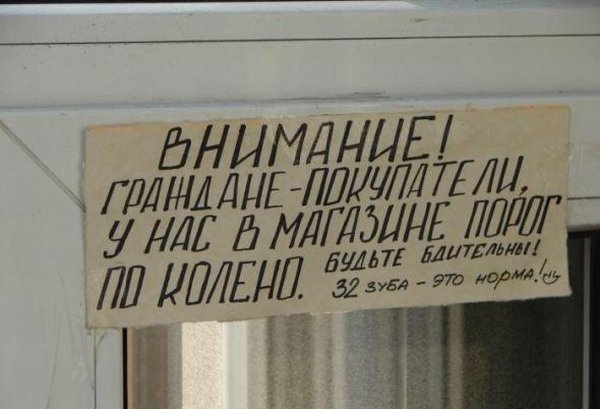 ВНИМАНИЕ!
ГРАЖДАНЕ-ПОКУПАТЕЛИ,
У НАС В МАГАЗИНЕ ПОРОГ
ПО КОЛЕНО. БУДЬТЕ БДИТЕЛЬНЫ!
32 ЗУБА - ЭТО НОРМА!